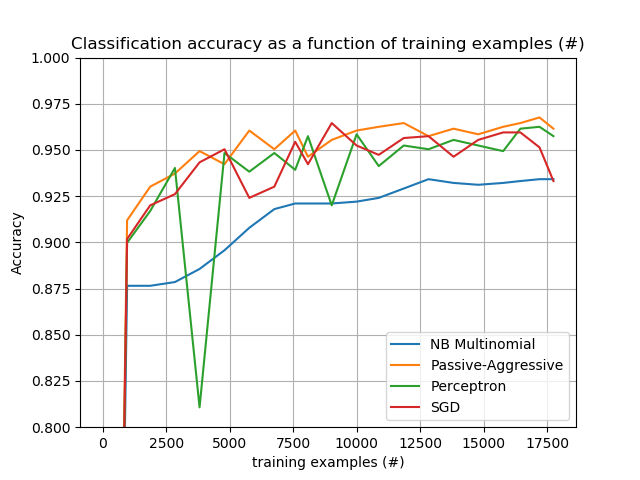 Classification accuracy as a function of training examples (#)
1.000
0.975
0.950
0.925
0.900
0.875
0.850
0.825
0.800
Accuracy
NB Multinomial
Passive-Aggressive
Perceptron
SGD
0 2500 5000 7500 10000 12500 15000 17500
training examples (#)